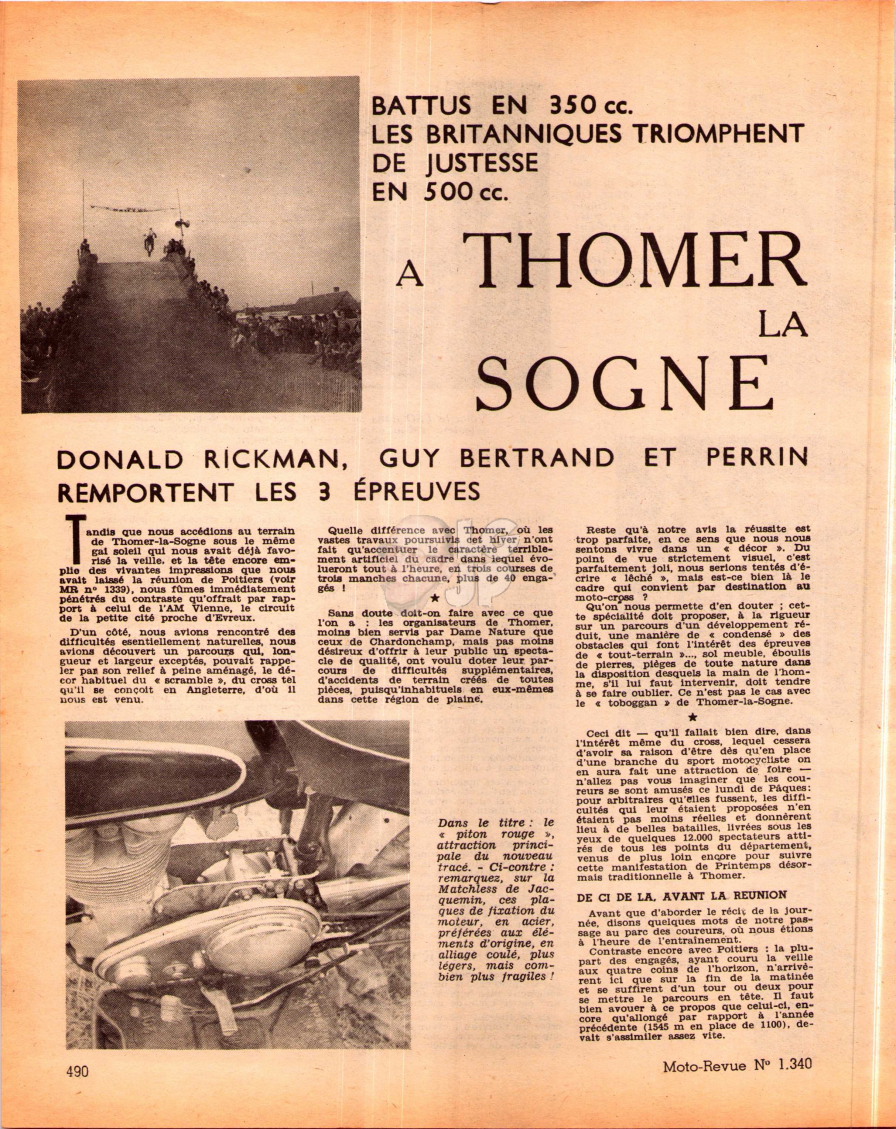 BATTUS EN 350 cc.
LES BRITANNIQUES TRIOMPHENT
DE JUSTESSE
EN 500 cc.
A THOMER
LA
SOGNE
DONALD RICKMAN, GUY BERTRAND ET PERRIN
REMPORTENT LES 3 ÉPREUVES
Tandis que nous accédions au terrain
de Thomer-la-Sogne sous le même
gai soleil qui nous avait déjà favo-
risé la veille, et la tête encore em-
plie des vivantes impressions que nous
avait laissé la réunion de Poitiers (voir
MR n° 1339), nous fûmes immédiatement
pénétrés du contraste qu'offrait par rap-
port à celui de l'AM Vienne, le circuit
de la petite cité proche d'Evreux.
D'un côté, nous avions rencontré des
difficultés esentiellement naturelles, nous
avions découvert un parcours qui, lon-
gueur et largeur exceptés, pouvait rappe-
ler par son relief à peine aménagé, le dé-
cor habituel du « scramble », du cross tel
qu'il se conçoit en Angleterre, d'où il
nous est venu.
Quelle différence avec Thomer, où les
vastes travaux poursuivis cet hiver n'ont
fait qu'accentuer le caractère terrible-
ment artificiel du cadre dans lequel évo-
lueront tout à l'heure, en trois courses de
trois manches chacune, plus de 40 enga-
gés !
★
Sans doute doit-on faire avec ce que
l'on a : les organisateurs de Thomer,
moins bien servis par Dame Nature que
ceux de Chardonchamp, mais pas moins
désireux d'offrir à leur public un specta-
cle de qualité, ont voulu doter leur par-
cours de difficultés supplémentaires,
d'accidents de terrain créés de toutes
pièces, puisqu'inhabituels en eux-mêmes
dans cette région de plaine.
Reste qu'à notre avis la réussite est
trop parfaite, en ce sens que nous nous
sentons vivre dans un « décor ». Du
point de vue strictement visuel, c'est
parfaitement joli, nous serions tentés d'é-
crire « lêché », mais est-ce bien là le
cadre qui convient par destination au
moto-cross ?
Qu'on nous permette d'en douter ; cet-
te spécialité doit proposer, à la rigueur
sur un parcours d'un développement ré-
duit, une manière de « condensé » des
obstacles qui font l'intérêt des épreuves
de « tout-terrain »..., sol meuble, éboulis
de pierres, pièges de toute nature dans
la disposition desquels la main de l'hom-
me, s'il lui faut intervenir, doit tendre
à se faire oublier. Ce n'est pas le cas avec
le « toboggan » de Thomer-la-Sogne.
★
Ceci dit — qu'il fallait bien dire, dans
l'intérêt même du cross, lequel cessera
d'avoir sa raison d'être dès qu'en place
d'une branche du sport motocycliste on
en aura fait une attraction de foire —
n'allez pas vous imaginer que les cou-
reurs se sont amusés ce lundi de Pâques:
pour arbitraires qu'elles fussent, les diffi-
cultés qui leur étaient proposées n'en
étaient pas moins réelles et donnèrent
lieu à de belles batailles, livrées sous les
yeux de quelques 12.000 spectateurs atti-
rés de tous les points du département,
venus de plus loin encore pour suivre
cette manifestation de Printemps désor-
mais traditionnelle à Thomer.
DE CI DE LA, AVANT LA REUNION
Avant que d'aborder le récit de la jour-
née, disons quelques mots de notre pas-
sage au parc des coureurs, où nous étions
à l'heure de l'entraînement.
Contraste encore avec Poitiers : la plu-
part des engagés, ayant couru la veille
aux quatre coins de l'horizon, n'arrivè-
rent ici que sur la fin de la matinée
et se suffirent d'un tour ou deux pour
se mettre le parcours en tête. Il faut
bien avouer à ce propos que celui-ci, en-
core qu'allongé par rapport à l'année
précédente (1545 m en place de 1100), de-
vait s'assimiler assez vite.
Dans le titre : le
« piton rouge »,
attraction princi-
pale du nouveau
tracé. - Ci-contre :
remarquez, sur la
Matchless de Jac-
quemin, ces pla-
ques de fixation du
moteur, en acier,
préférées aux élé-
ments d'origine, en
alliage coulé, plus
légers, mais com-
bien plus fragiles !
490
Moto-Revue N° 1.340